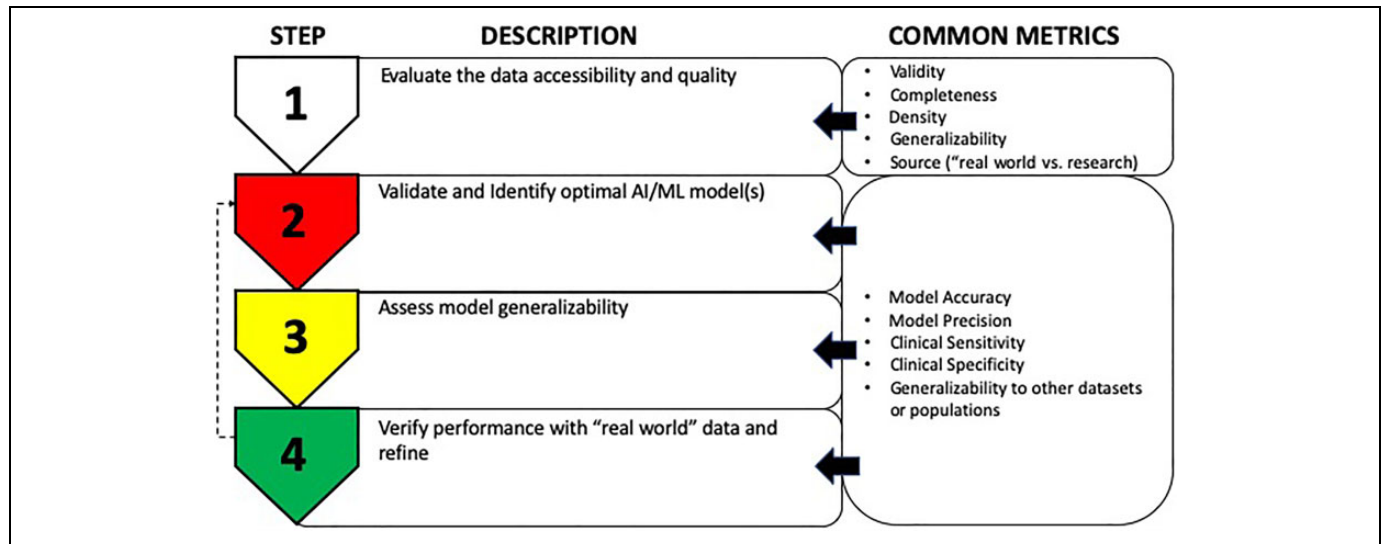 STEP
DESCRIPTION
COMMON METRICS
1
Evaluate the data accessibility and quality
• Validity
• Completeness
• Density
• Generalizability
• Source (“real world vs. research)
2
Validate and Identify optimal AI/ML model(s)
3
Assess model generalizability
4
Verify performance with “real world” data and
refine
• Model Accuracy
• Model Precision
• Clinical Sensitivity
• Clinical Specificity
• Generalizability to other datasets
or populations